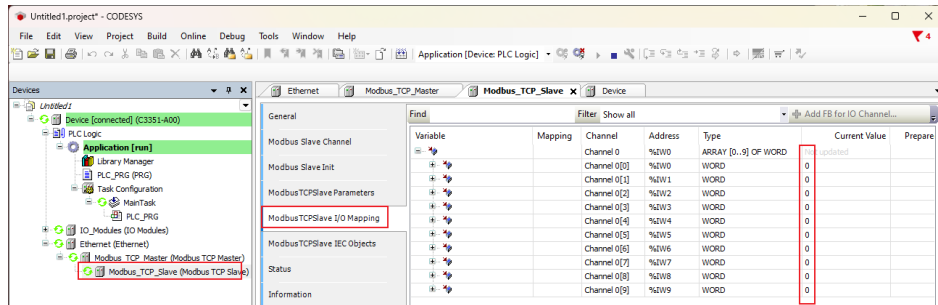 Untitled1.project* - CODESYS
File Edit View Project Build Online Debug Tools Window Help
4
Application [Device: PLC Logic]
Devices
Untitled1
Device [connected] (C3351-A00)
PLC Logic
Application [run]
Library Manager
PLC_PRG (PRG)
Task Configuration
MainTask
PLC_PRG
IO_Modules (IO Modules)
Ethernet (Ethernet)
Modbus_TCP_Master (Modbus TCP Master)
Modbus_TCP_Slave (Modbus TCP Slave)
Ethernet Modbus_TCP_Master Modbus_TCP_Slave Device
General
Modbus Slave Channel
Modbus Slave Init
ModbusTCPSlave Parameters
ModbusTCPSlave I/O Mapping
ModbusTCPSlave IEC Objects
Status
Information
Find Filter Show all Add FB for IO Channel...
Variable Mapping Channel Address Type Current Value Prepare
Channel 0 %IW0 ARRAY [0..9] OF WORD Not updated
Channel 0[0] %IW0 WORD 0
Channel 0[1] %IW1 WORD 0
Channel 0[2] %IW2 WORD 0
Channel 0[3] %IW3 WORD 0
Channel 0[4] %IW4 WORD 0
Channel 0[5] %IW5 WORD 0
Channel 0[6] %IW6 WORD 0
Channel 0[7] %IW7 WORD 0
Channel 0[8] %IW8 WORD 0
Channel 0[9] %IW9 WORD 0